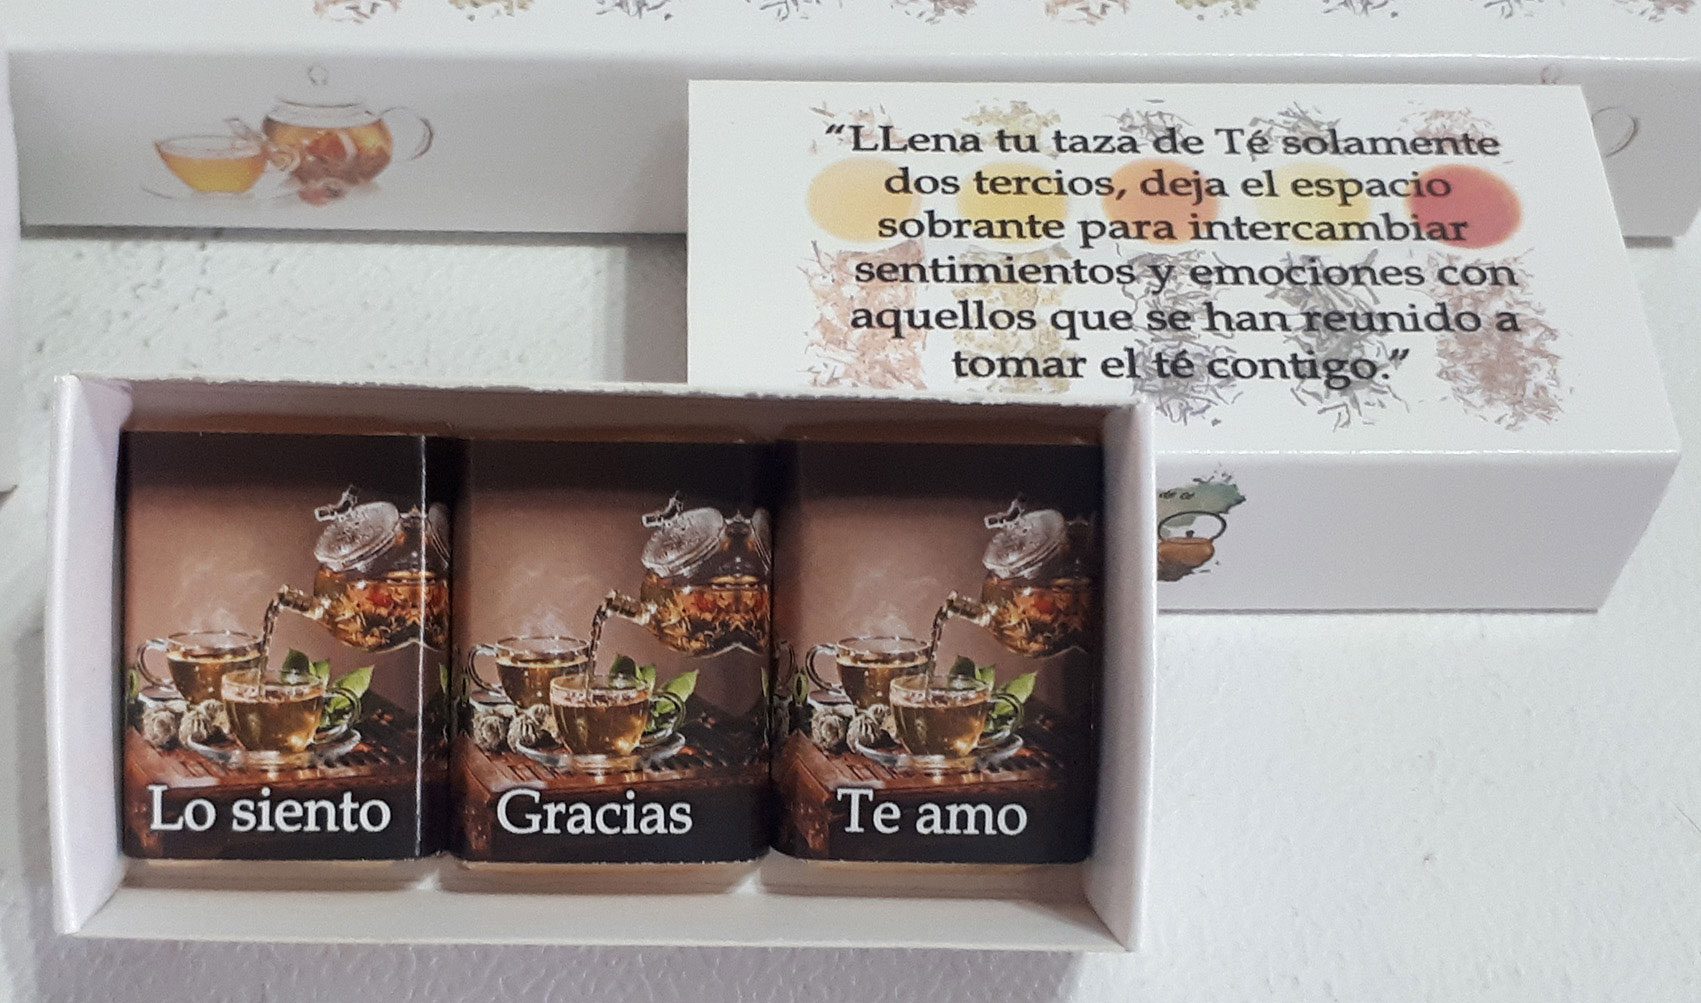 “LLena tu taza de Té solamente
dos tercios, deja el espacio
sobrante para intercambiar
sentimientos y emociones con
aquellos que se han reunido a
tomar el té contigo.”
Lo siento
Gracias
Te amo